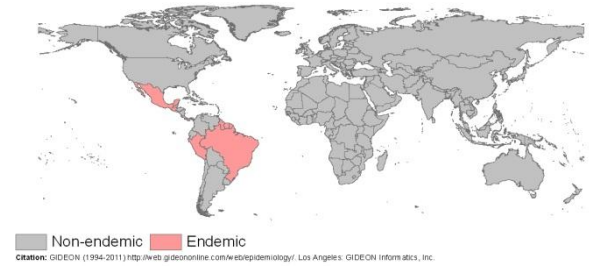 Non-endemic Endemic
Citation: GIDEON (1994-2011) http://web.gideononline.com/web/epidemiology/. Los Angeles: GIDEON Informatics, Inc.